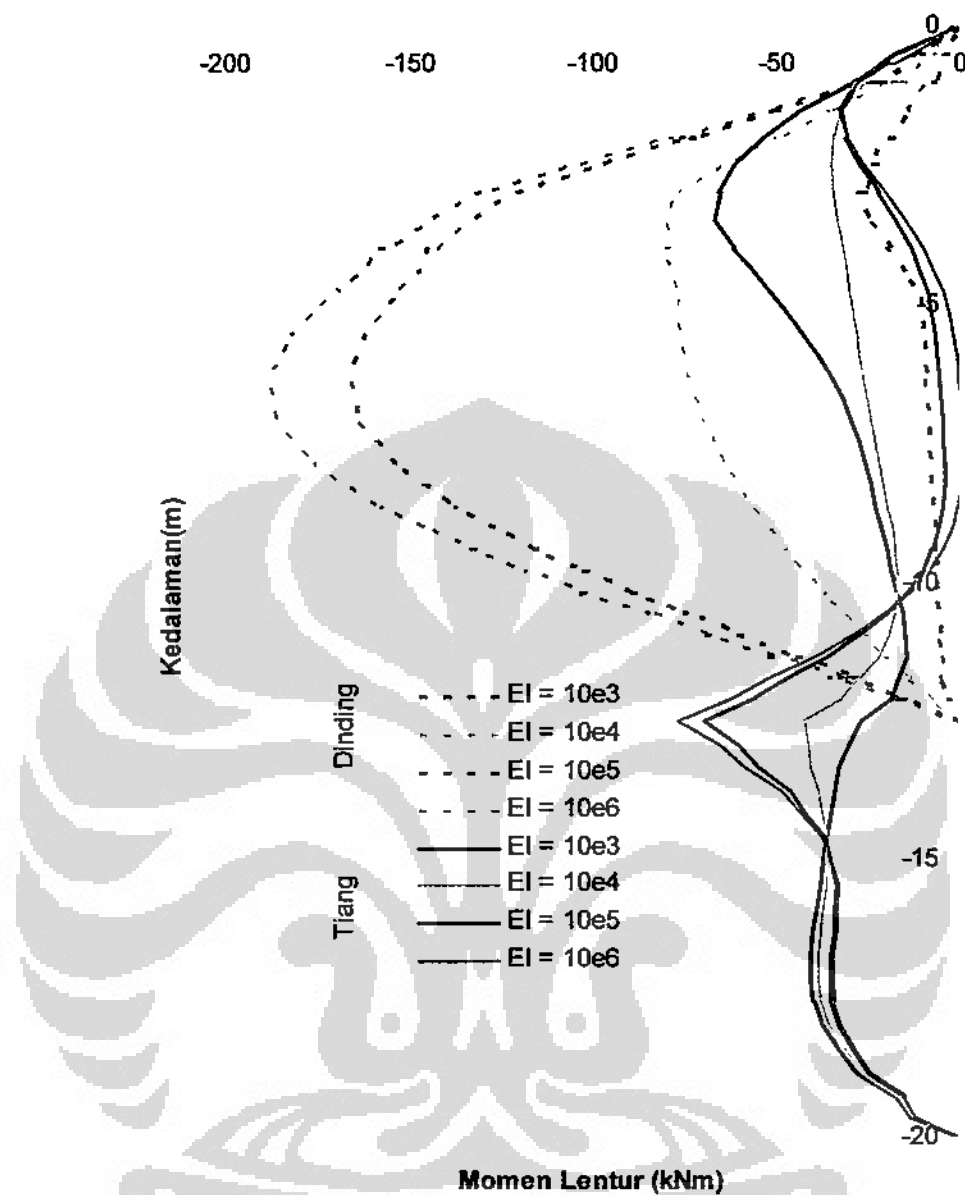 0
-200 -150 -100 -50 0
-5
Kedalaman(m)
-10
Dinding
EI = 10e3
EI = 10e4
EI = 10e5
EI = 10e6
Tiang
EI = 10e3
EI = 10e4
EI = 10e5
EI = 10e6
-15
-20
Momen Lentur (kNm)